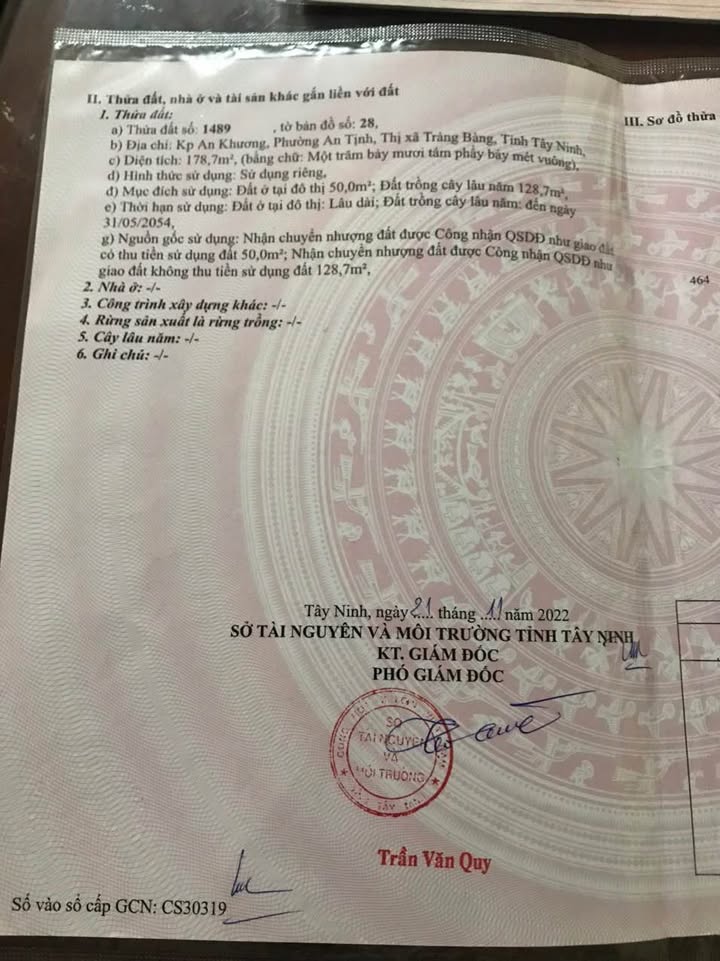 II. Thửa đất, nhà ở và tài sản khác gắn liền với đất
1. Thửa đất:
a) Thửa đất số: 1489 , tờ bản đồ số: 28,
b) Địa chỉ: Kp An Khương, Phường An Tịnh, Thị xã Trảng Bàng, Tỉnh Tây Ninh,
c) Diện tích: 178,7m², (bằng chữ: Một trăm bảy mươi tám phẩy bảy mét vuông),
d) Hình thức sử dụng: Sử dụng riêng,
đ) Mục đích sử dụng: Đất ở tại đô thị 50,0m²; Đất trồng cây lâu năm 128,7m²,
e) Thời hạn sử dụng: Đất ở tại đô thị: Lâu dài; Đất trồng cây lâu năm: đến ngày
31/05/2054,
g) Nguồn gốc sử dụng: Nhận chuyển nhượng đất được Công nhận QSDĐ như giao đất
có thu tiền sử dụng đất 50,0m²; Nhận chuyển nhượng đất được Công nhận QSDĐ như
giao đất không thu tiền sử dụng đất 128,7m²,
2. Nhà ở: -/-
3. Công trình xây dựng khác: -/-
4. Rừng sản xuất là rừng trồng: -/-
5. Cây lâu năm: -/-
6. Ghi chú: -/-
III. Sơ đồ thửa
464
Tây Ninh, ngày 21 tháng 11 năm 2022
SỞ TÀI NGUYÊN VÀ MÔI TRƯỜNG TỈNH TÂY NINH
KT. GIÁM ĐỐC
PHÓ GIÁM ĐỐC
SỞ
TÀI NGUYÊN
VÀ
MÔI TRƯỜNG
Trần Văn Quy
Số vào sổ cấp GCN: CS30319